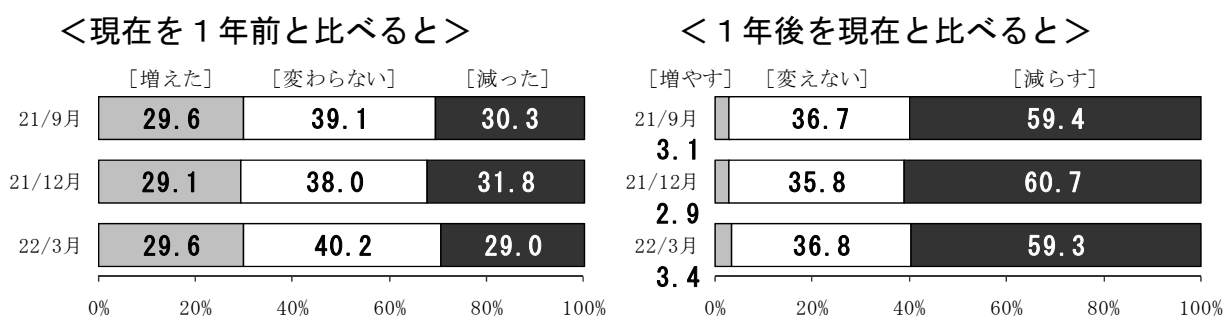 ＜現在を１年前と比べると＞
［増えた］ ［変わらない］ ［減った］
21/9月 29.6 39.1 30.3
21/12月 29.1 38.0 31.8
22/3月 29.6 40.2 29.0
0% 20% 40% 60% 80% 100%
＜１年後を現在と比べると＞
［増やす］ ［変えない］ ［減らす］
21/9月 36.7 59.4
3.1
21/12月 35.8 60.7
2.9
22/3月 36.8 59.3
3.4
0% 20% 40% 60% 80% 100%